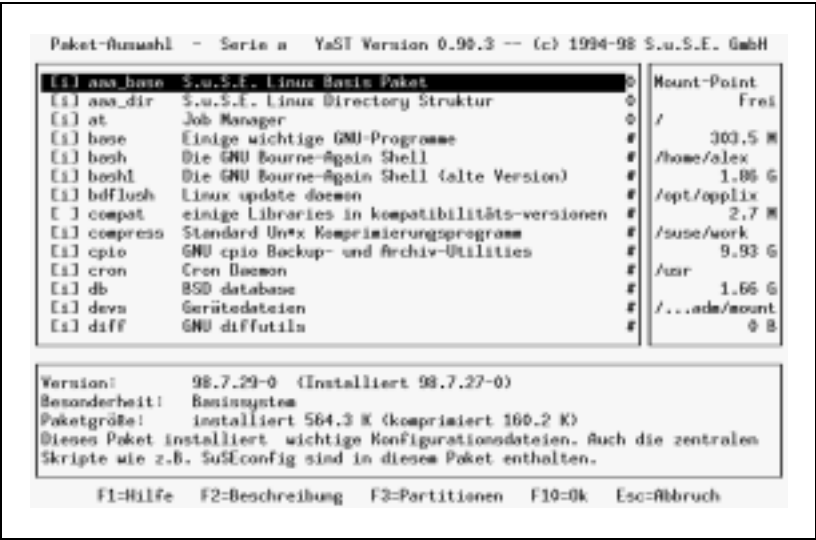 Paket-Auswahl - Serie a YaST Version 0.90.3 -- (c) 1994-98 S.u.S.E. GmbH
[i] aaa_base S.u.S.E. Linux Basis Paket O
[i] aaa_dir S.u.S.E. Linux Directory Struktur O
[i] at Job Manager O
[i] base Einige wichtige GNU-Programme #
[i] bash Die GNU Bourne-Again Shell #
[i] bash1 Die GNU Bourne-Again Shell (alte Version) #
[i] bdflush Linux update daemon #
[ ] compat einige Libraries in kompatibilitäts-versionen #
[i] compress Standard Un*x Komprimierungsprogramm #
[i] cpio GNU cpio Backup- und Archiv-Utilities #
[i] cron Cron Daemon #
[i] db BSD database #
[i] devs Gerätedateien #
[i] diff GNU diffutils #
Mount-Point
Frei
/
303.5 M
/home/alex
1.86 G
/opt/applix
2.7 M
/suse/work
9.93 G
/usr
1.66 G
/...adm/mount
0 B
Version: 98.7.29-0 (Installiert 98.7.27-0)
Besonderheit: Basissystem
Paketgröße: installiert 564.3 K (komprimiert 160.2 K)
Dieses Paket installiert wichtige Konfigurationsdateien. Auch die zentralen
Skripte wie z.B. SuSEconfig sind in diesem Paket enthalten.
F1=Hilfe F2=Beschreibung F3=Partitionen F10=Ok Esc=Abbruch